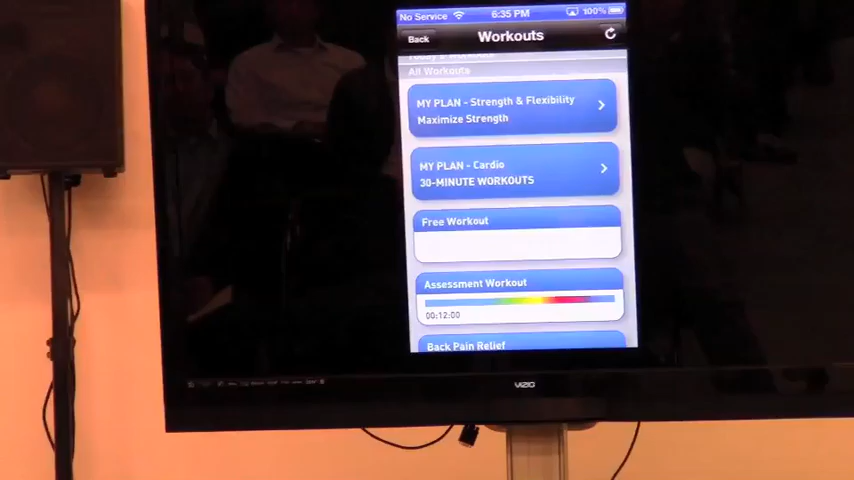 No Service 6:35 PM 100%
Back Workouts
All Workouts
MY PLAN - Strength & Flexibility
Maximize Strength
MY PLAN - Cardio
30-MINUTE WORKOUTS
Free Workout
Assessment Workout
00:12:00
Back Pain Relief
VIZIO